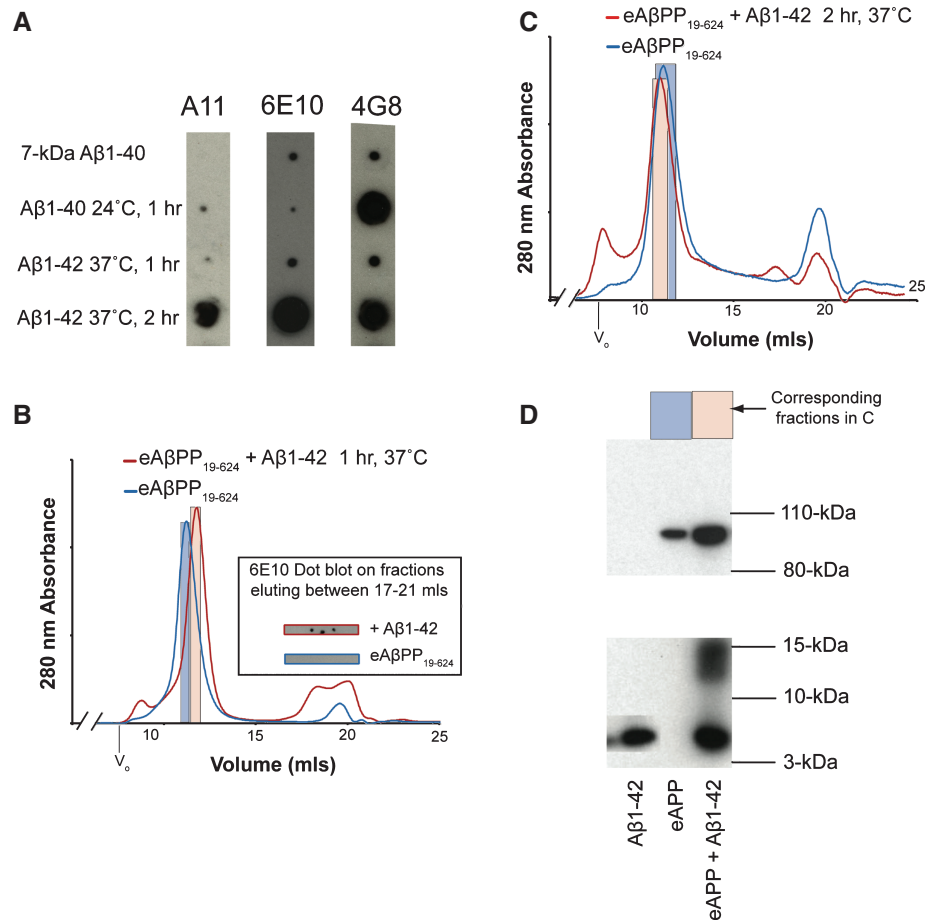 A
A11 6E10 4G8
7-kDa Aβ1-40
Aβ1-40 24˚C, 1 hr
Aβ1-42 37˚C, 1 hr
Aβ1-42 37˚C, 2 hr
B
eAβPP19-624 + Aβ1-42 1 hr, 37˚C
eAβPP19-624
280 nm Absorbance
6E10 Dot blot on fractions
eluting between 17-21 mls
+ Aβ1-42
eAβPP19-624
10 15 20 25
Vo
Volume (mls)
C
eAβPP19-624 + Aβ1-42 2 hr, 37˚C
eAβPP19-624
280 nm Absorbance
10 15 20 25
Vo
Volume (mls)
D
Corresponding
fractions in C
110-kDa
80-kDa
15-kDa
10-kDa
3-kDa
Aβ1-42
eAPP
eAPP + Aβ1-42